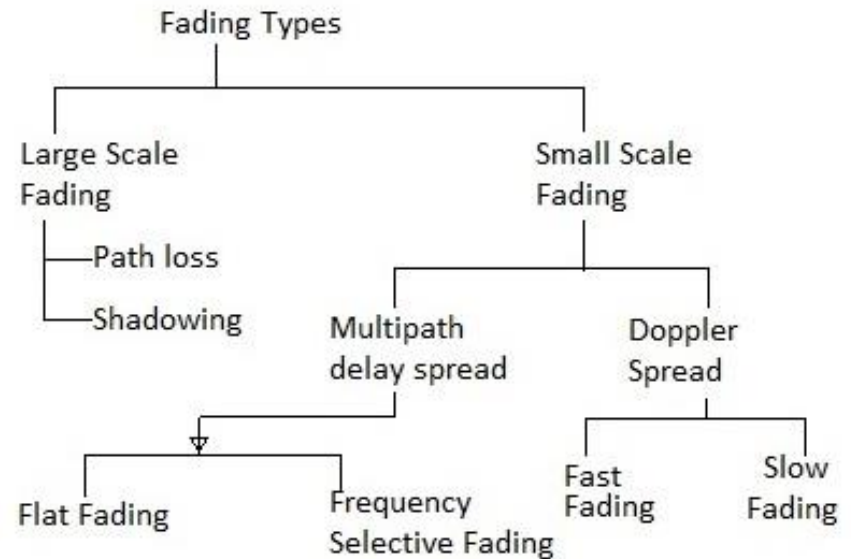 Fading Types
Large Scale
Fading
Small Scale
Fading
Path loss
Shadowing
Multipath
delay spread
Doppler
Spread
Flat Fading
Frequency
Selective Fading
Fast
Fading
Slow
Fading